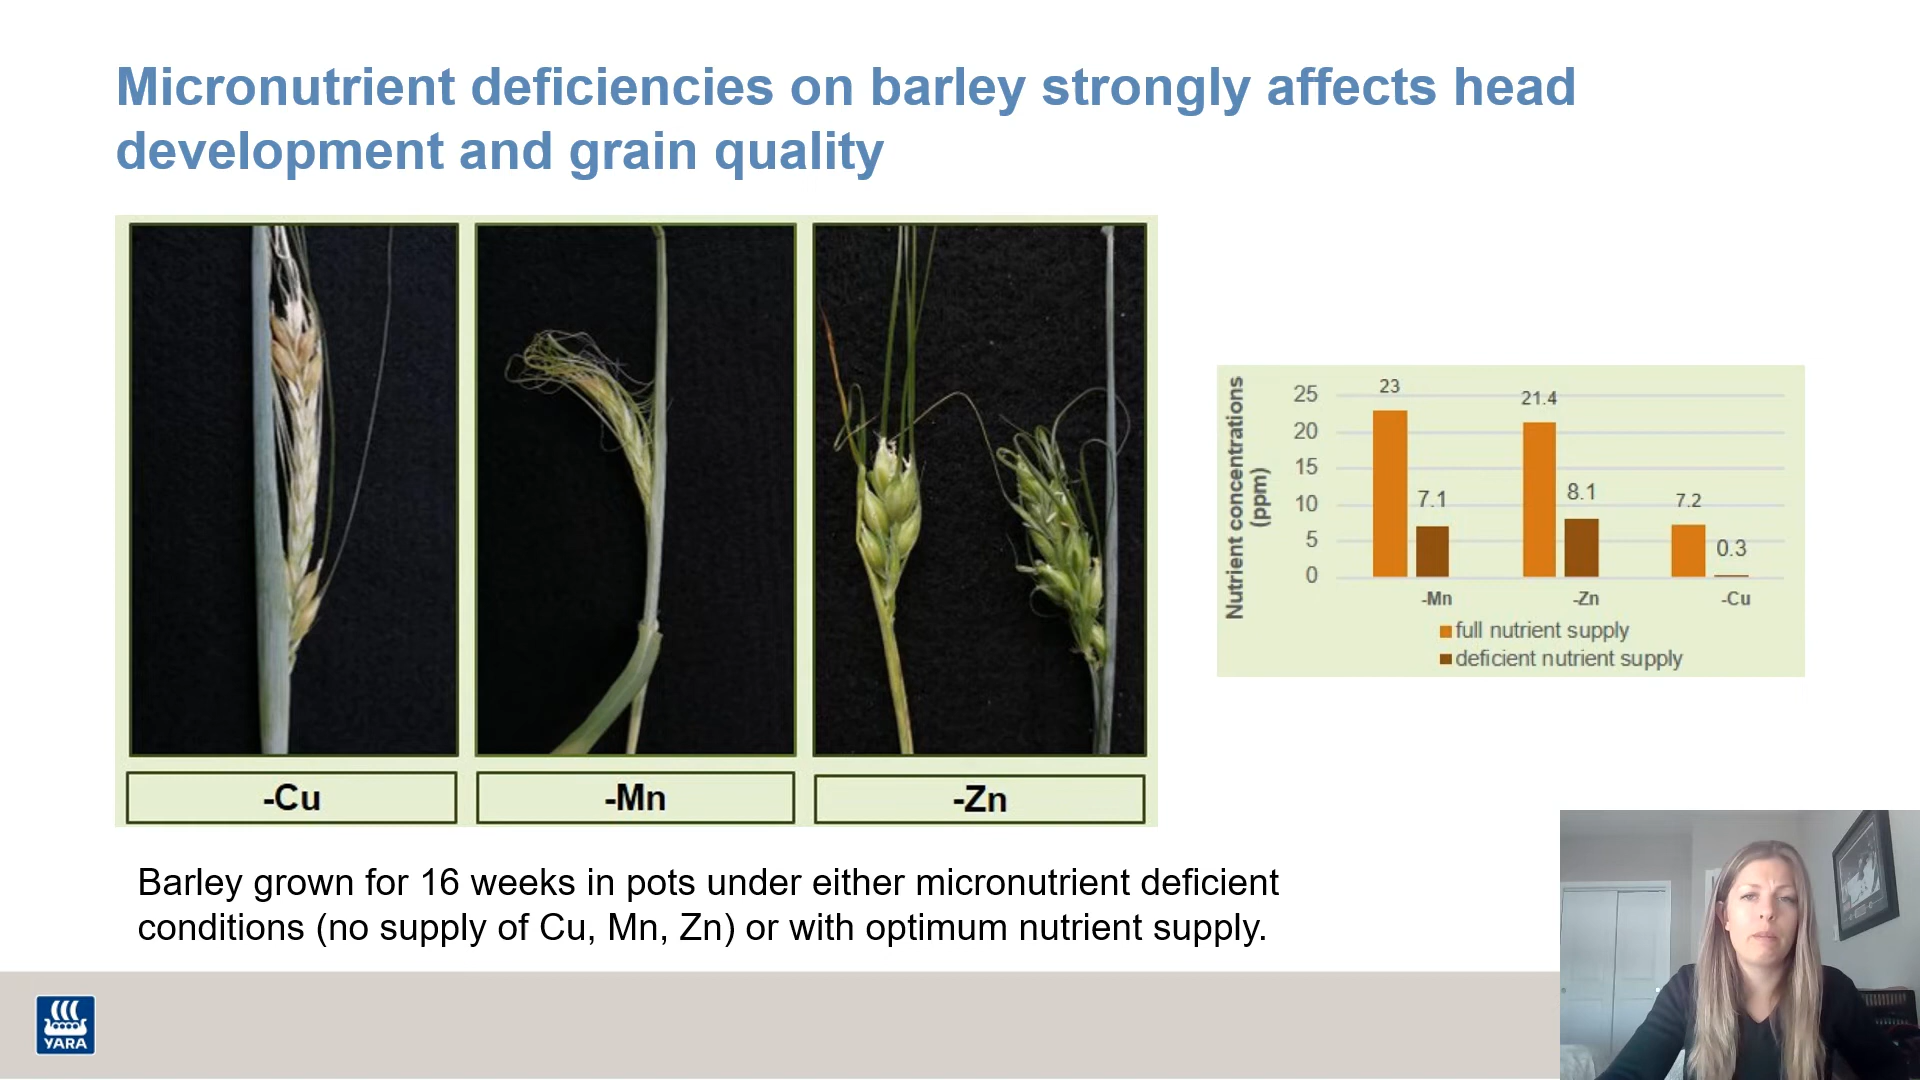 Micronutrient deficiencies on barley strongly affects head
development and grain quality
-Cu
-Mn
-Zn
Nutrient concentrations
(ppm)
25
20
15
10
5
0
23
7.1
21.4
8.1
7.2
0.3
-Mn
-Zn
-Cu
full nutrient supply
deficient nutrient supply
Barley grown for 16 weeks in pots under either micronutrient deficient
conditions (no supply of Cu, Mn, Zn) or with optimum nutrient supply.
YARA